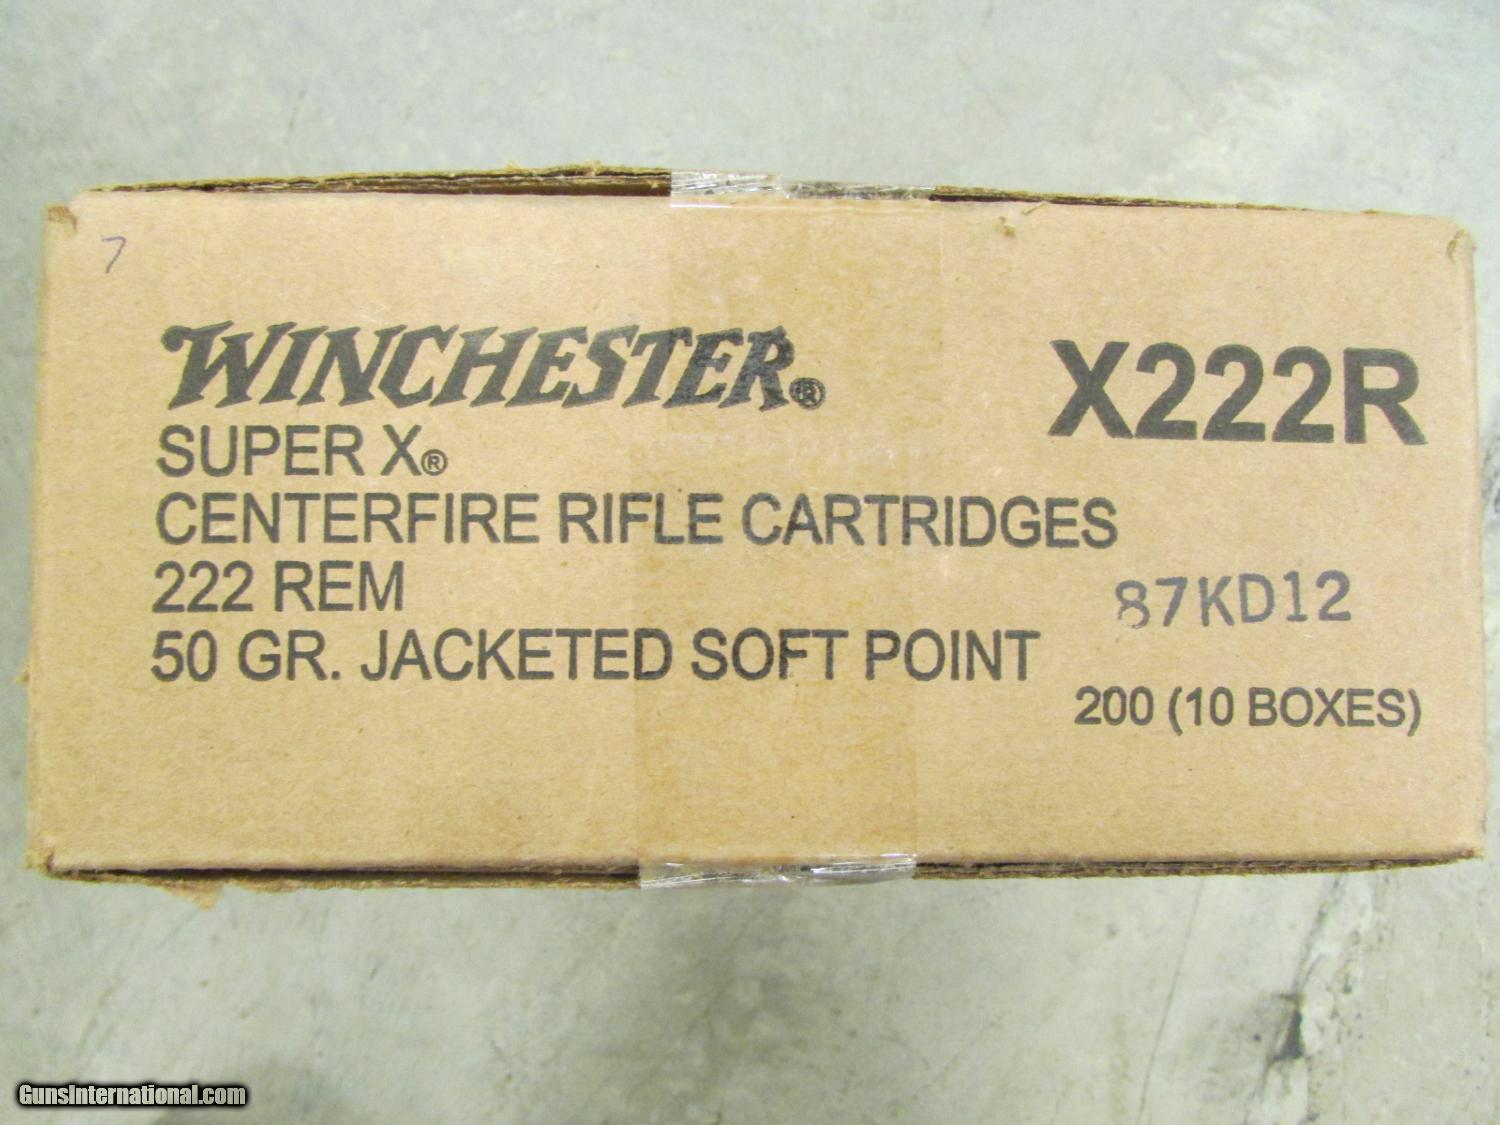 7
WINCHESTER®
X222R
SUPER X®
CENTERFIRE RIFLE CARTRIDGES
222 REM
87KD12
50 GR. JACKETED SOFT POINT
200 (10 BOXES)
GunsInternational.com